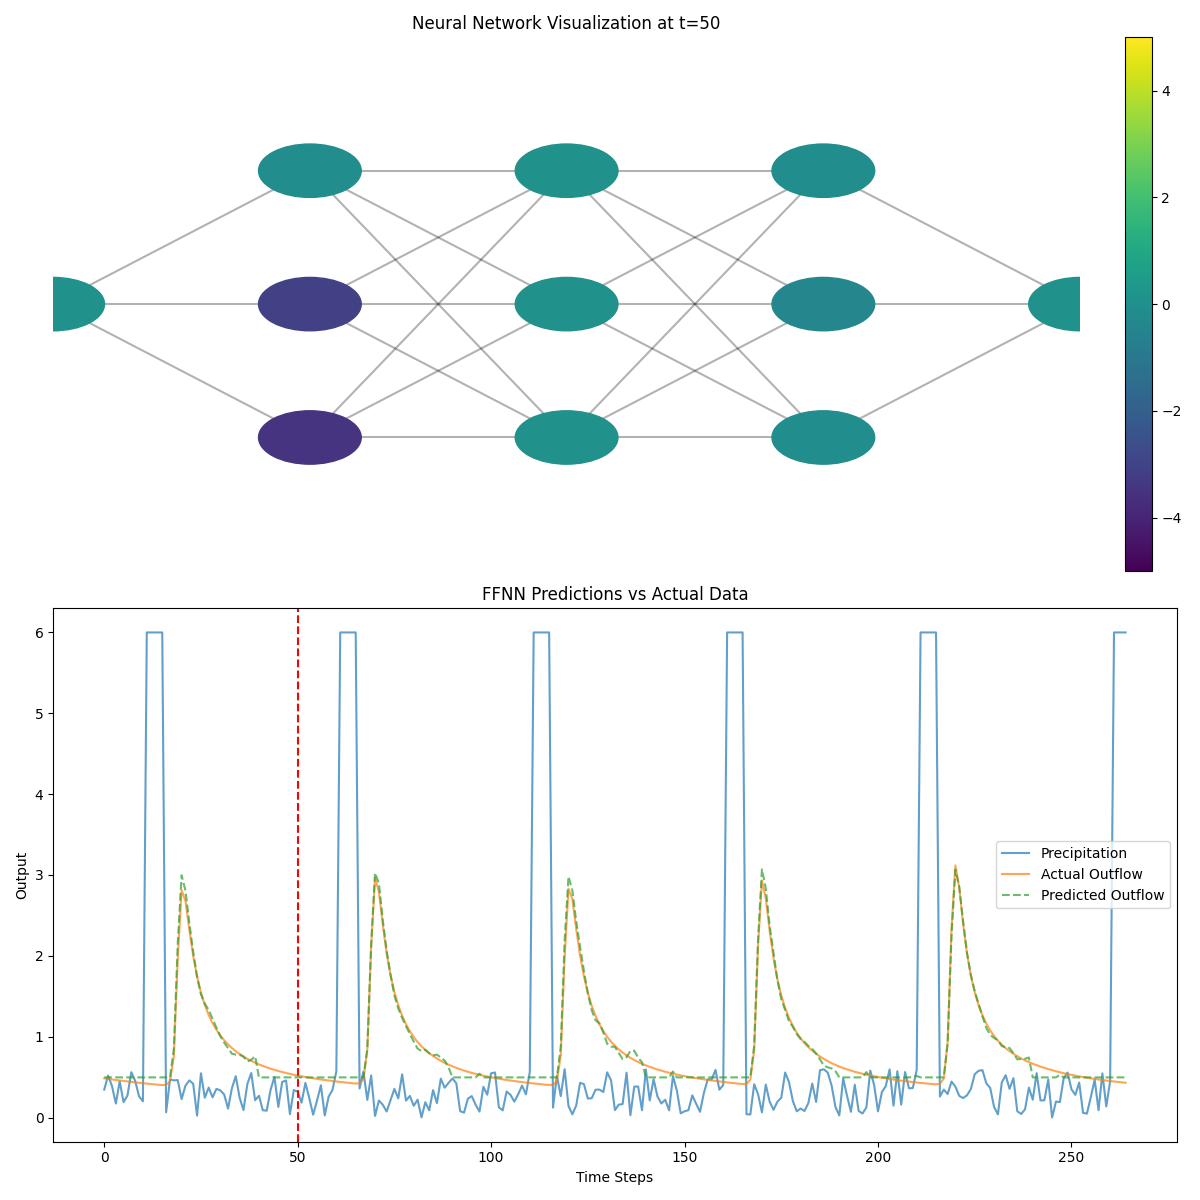 Neural Network Visualization at t=50
4
2
0
−2
−4
FFNN Predictions vs Actual Data
6
5
4
3
2
1
0
Output
Precipitation
Actual Outflow
Predicted Outflow
0
50
100
150
200
250
Time Steps